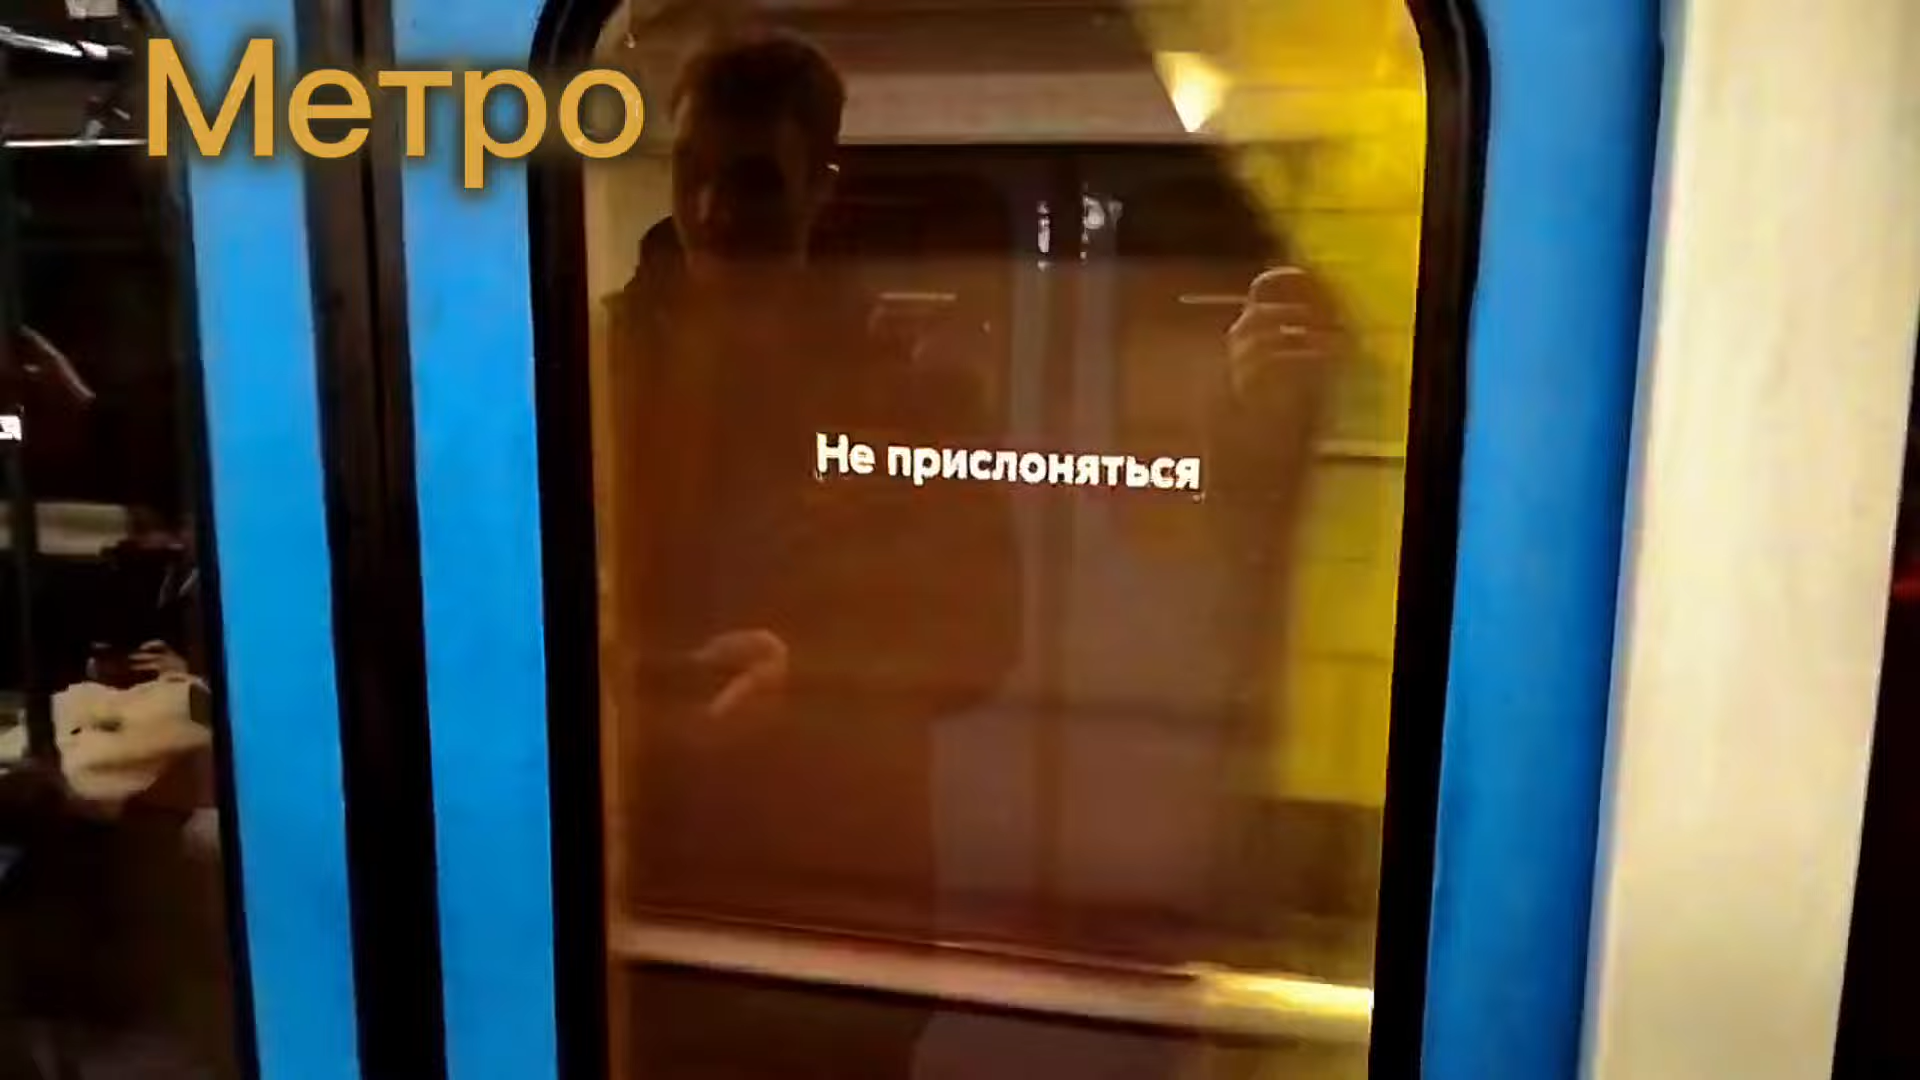 Метро
Не прислоняться